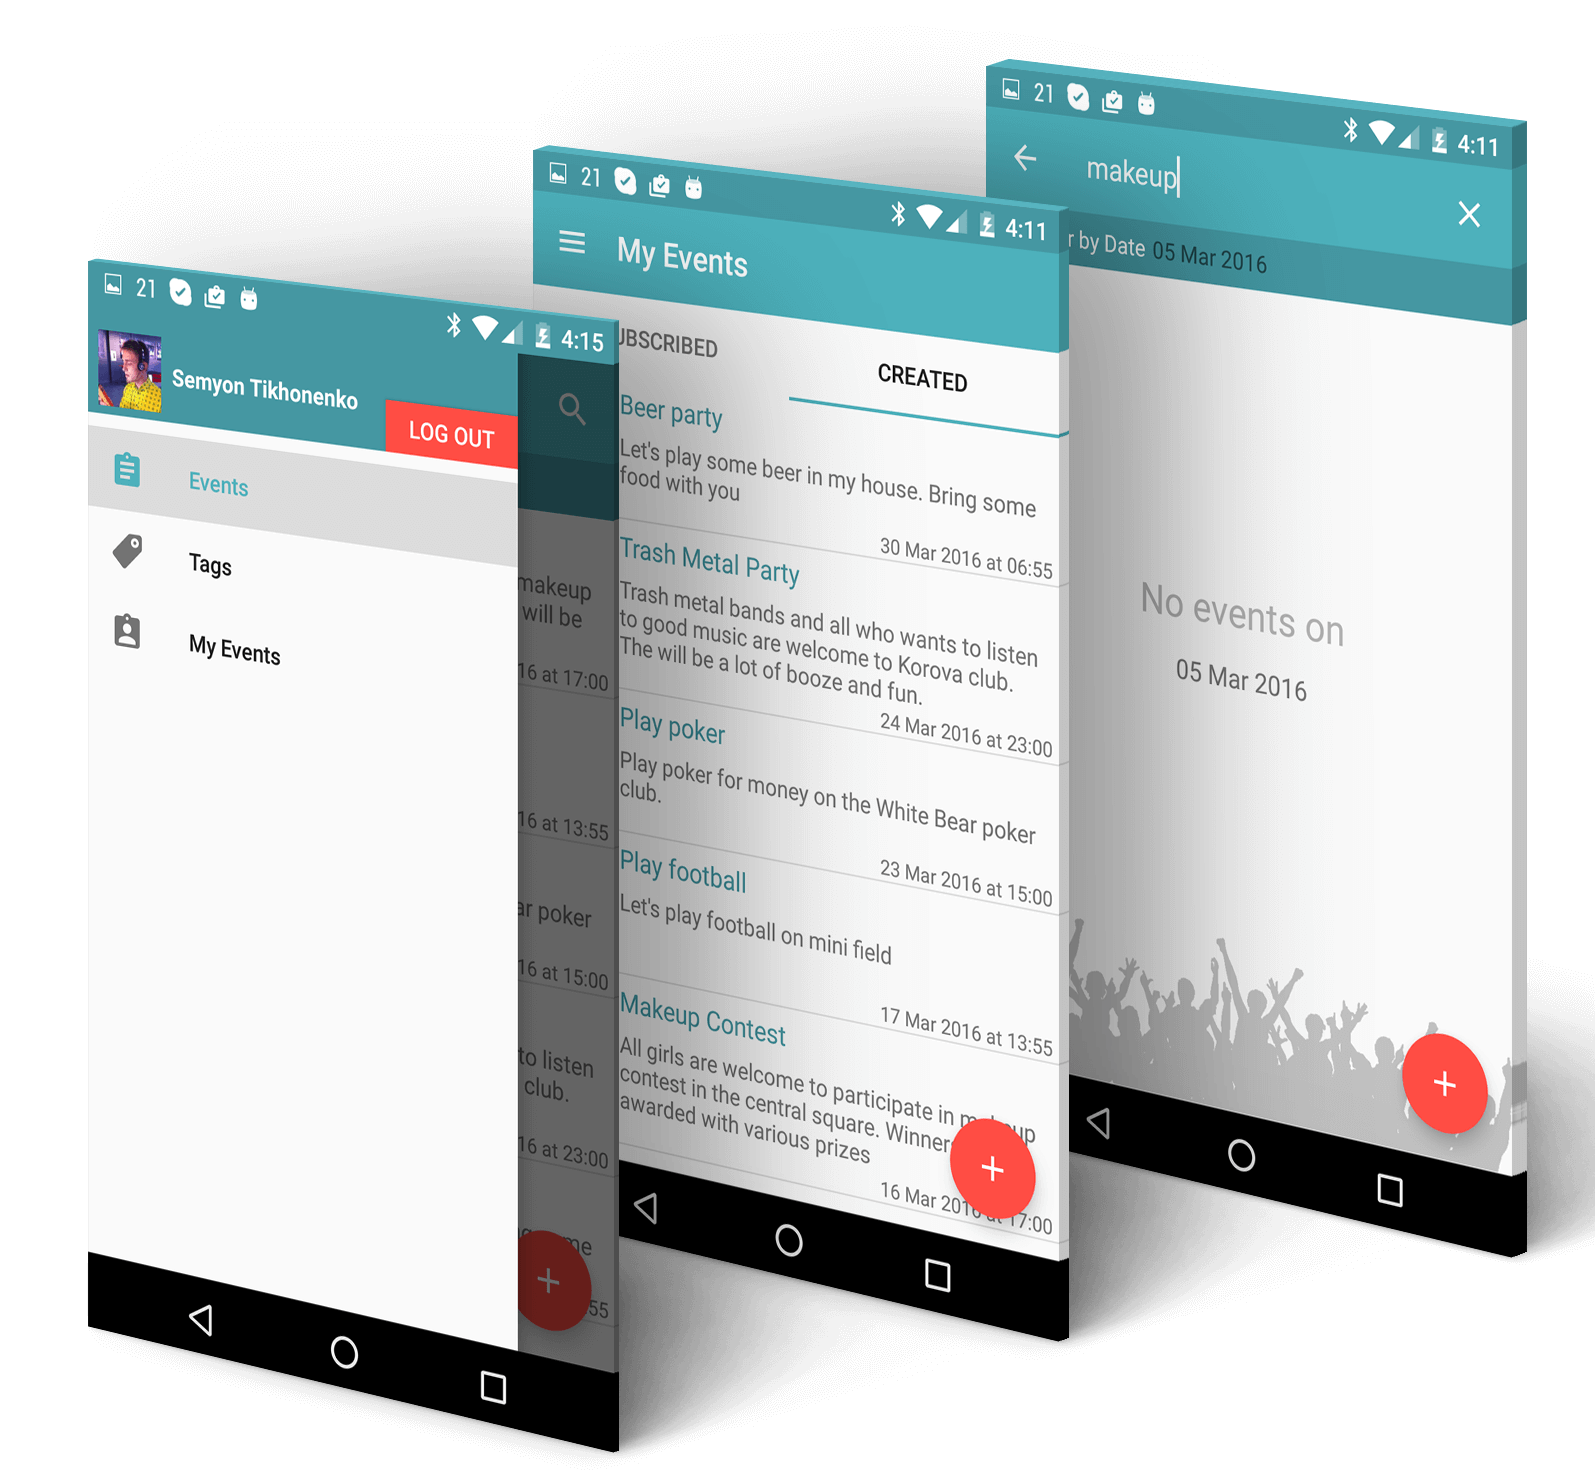 21
4:15
Semyon Tikhonenko
LOG OUT
Events
Tags
My Events
makeup
will be
16 at 17:00
16 at 13:55
ar poker
16 at 15:00
to listen
club.
16 at 23:00
me
55
21
4:11
My Events
UBSCRIBED
CREATED
Beer party
Let's play some beer in my house. Bring some
food with you
30 Mar 2016 at 06:55
Trash Metal Party
Trash metal bands and all who wants to listen
to good music are welcome to Korova club.
The will be a lot of booze and fun.
24 Mar 2016 at 23:00
Play poker
Play poker for money on the White Bear poker
club.
23 Mar 2016 at 15:00
Play football
Let's play football on mini field
17 Mar 2016 at 13:55
Makeup Contest
All girls are welcome to participate in makeup
contest in the central square. Winner
awarded with various prizes
16 Mar 2016 at 17:00
21
4:11
makeup
r by Date 05 Mar 2016
No events on
05 Mar 2016